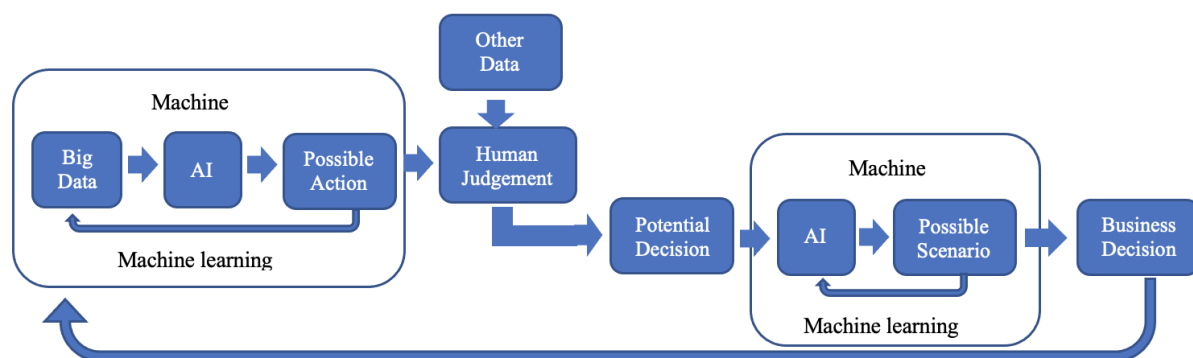 Other
Data
Machine
Big
Data
AI
Possible
Action
Machine learning
Human
Judgement
Potential
Decision
Machine
AI
Possible
Scenario
Machine learning
Business
Decision